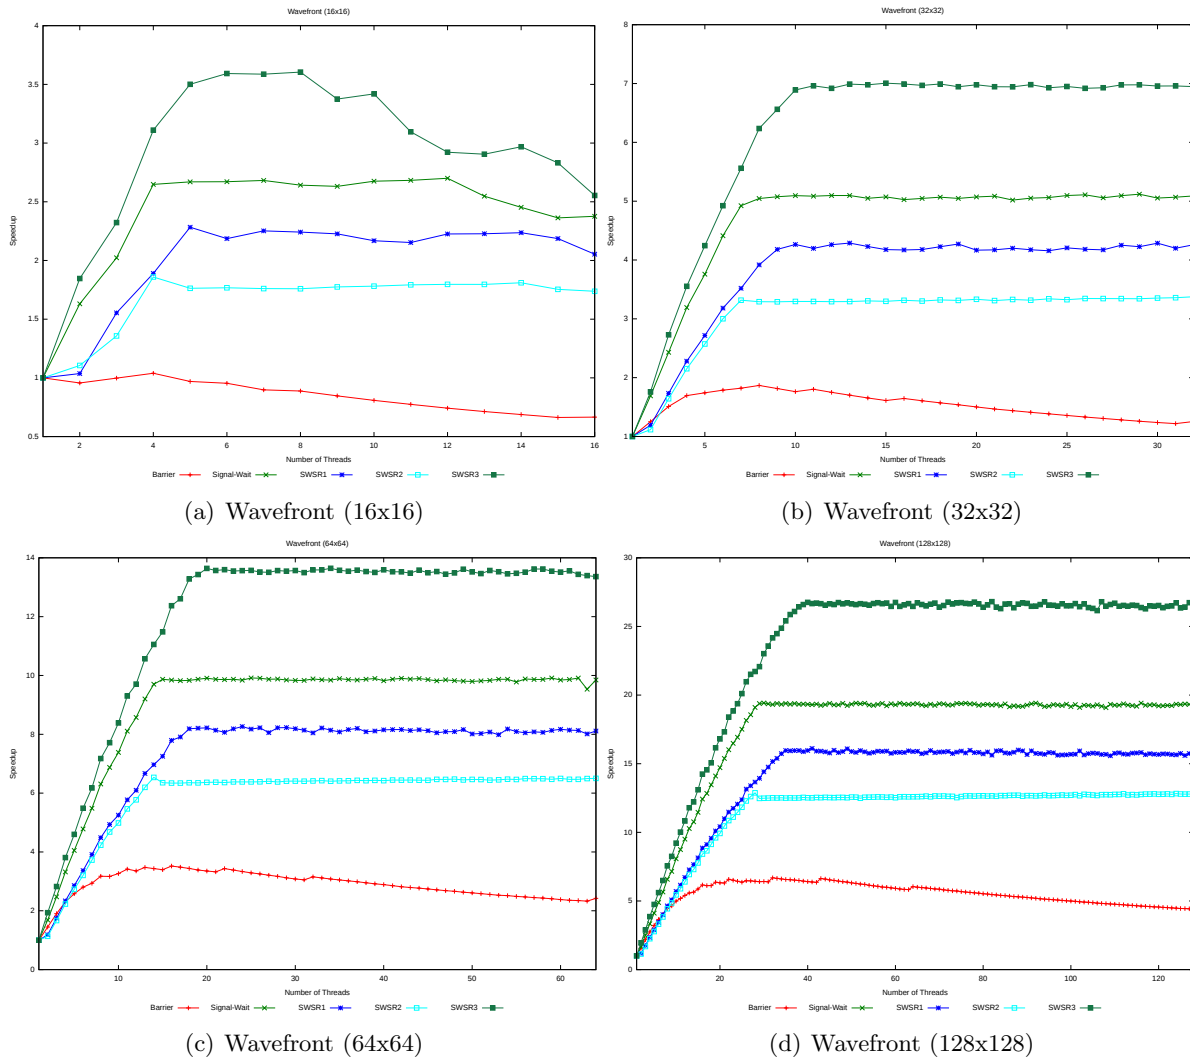 Wavefront (16x16)
4
3.5
3
2.5
2
1.5
1
0.5
Speedup
2 4 6 8 10 12 14 16
Number of Threads
Barrier Signal-Wait SWSR1 SWSR2 SWSR3
(a) Wavefront (16x16)
Wavefront (32x32)
8
7
6
5
4
3
2
1
Speedup
5 10 15 20 25 30
Number of Threads
Barrier Signal-Wait SWSR1 SWSR2 SWSR3
(b) Wavefront (32x32)
Wavefront (64x64)
14
12
10
8
6
4
2
0
Speedup
10 20 30 40 50 60
Number of Threads
Barrier Signal-Wait SWSR1 SWSR2 SWSR3
(c) Wavefront (64x64)
Wavefront (128x128)
30
25
20
15
10
5
0
Speedup
20 40 60 80 100 120
Number of Threads
Barrier Signal-Wait SWSR1 SWSR2 SWSR3
(d) Wavefront (128x128)